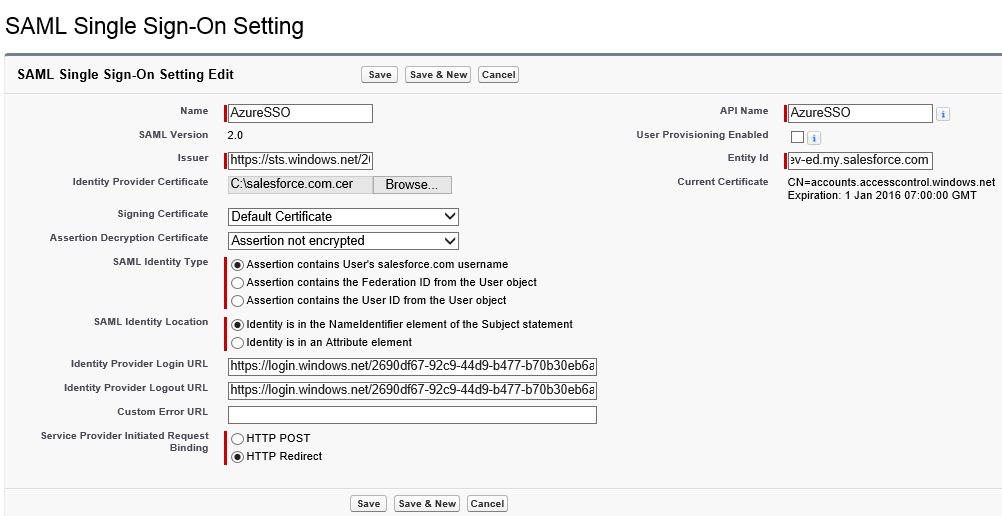 SAML Single Sign-On Setting
SAML Single Sign-On Setting Edit Save Save & New Cancel
Name AzureSSO API Name AzureSSO i
SAML Version 2.0 User Provisioning Enabled i
Issuer https://sts.windows.net/2 Entity Id ev-ed.my.salesforce.com
Identity Provider Certificate C:\salesforce.com.cer Browse... Current Certificate CN=accounts.accesscontrol.windows.net
Expiration: 1 Jan 2016 07:00:00 GMT
Signing Certificate Default Certificate
Assertion Decryption Certificate Assertion not encrypted
SAML Identity Type Assertion contains User's salesforce.com username
Assertion contains the Federation ID from the User object
Assertion contains the User ID from the User object
SAML Identity Location Identity is in the NameIdentifier element of the Subject statement
Identity is in an Attribute element
Identity Provider Login URL https://login.windows.net/2690df67-92c9-44d9-b477-b70b30eb6a
Identity Provider Logout URL https://login.windows.net/2690df67-92c9-44d9-b477-b70b30eb6a
Custom Error URL
Service Provider Initiated Request HTTP POST
Binding HTTP Redirect
Save Save & New Cancel